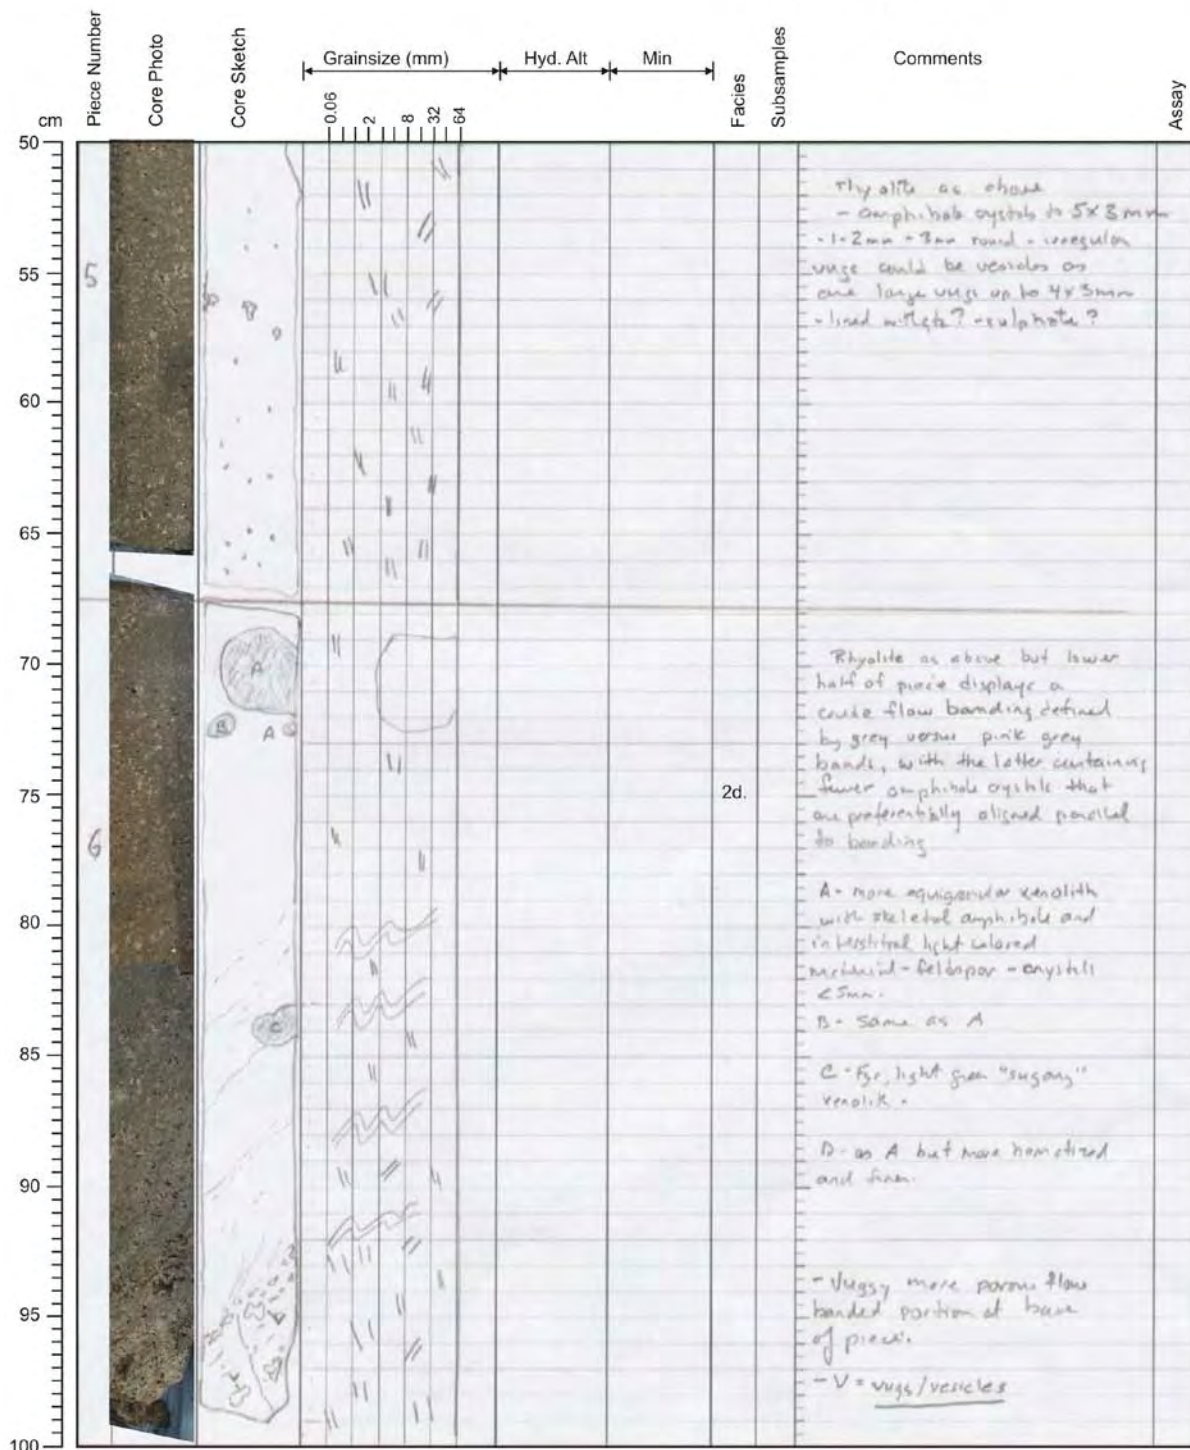 Piece Number
Core Photo
Core Sketch
Grainsize (mm)
Hyd. Alt
Min
Facies
Subsamples
Comments
Assay
cm
0.06
2
8
32
64
50
55
60
65
70
75
80
85
90
95
100
5
6
A
B
A
C
2d.
Rhyolite as above
- amphibole crystals to 5x3mm
-1-2mm - 3mm round - irregular
vugs could be vesicles as
one large vugs up to 4x3mm
- lined ? - sulphate?
Rhyolite as above but lower
half of piece displays a
crude flow banding defined
by grey versus pink grey
bands, with the latter containing
fewer amphibole crystals that
are preferentially aligned parallel
to banding
A- more equigranular xenolith
with skeletal amphibole and
interstitial light colored
material - feldspar - crystals
<5mm.
B- same as A
C- light green "sugary"
xenolith.
D- as A but more hematized
and finer.
- Vuggy more porous flow
banded portion at base
of piece.
- V = vugs/vesicles